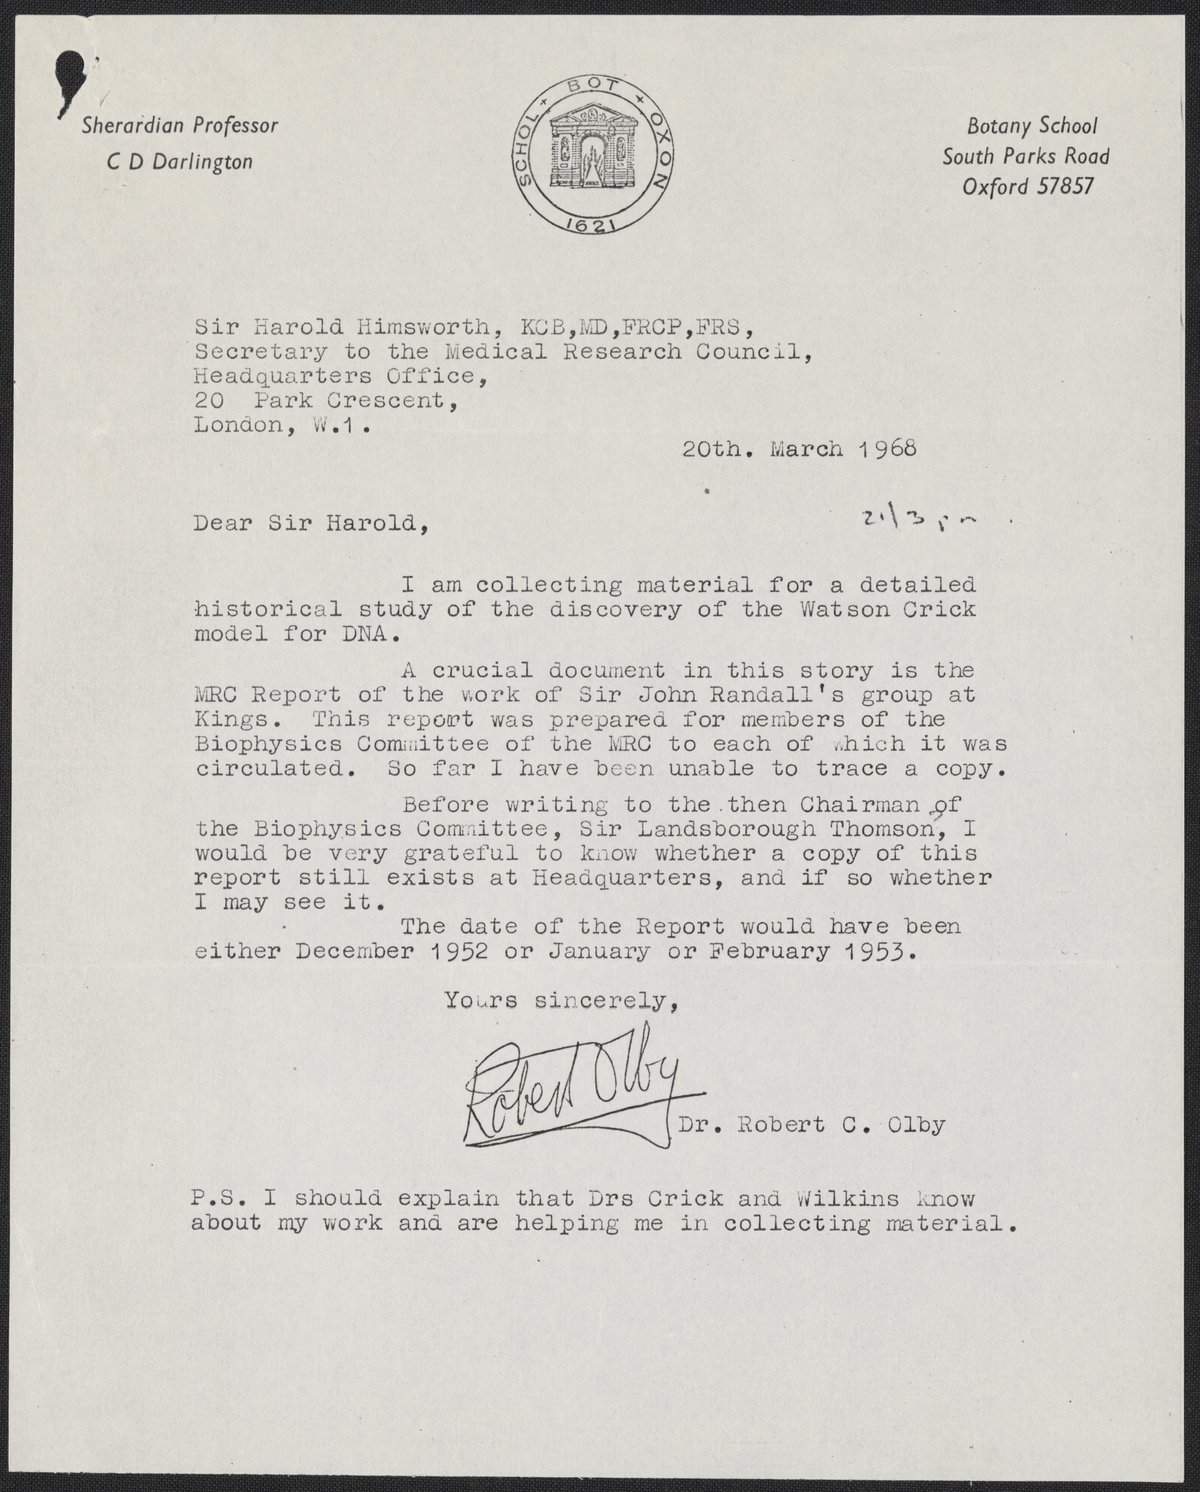 Sherardian Professor
C D Darlington
SCHOL + BOT + OXON
1621
Botany School
South Parks Road
Oxford 57857
Sir Harold Himsworth, KCB,MD,FRCP,FRS,
Secretary to the Medical Research Council,
Headquarters Office,
20 Park Crescent,
London, W.1.
20th. March 1968
Dear Sir Harold,
21/3 pm
I am collecting material for a detailed
historical study of the discovery of the Watson Crick
model for DNA.
A crucial document in this story is the
MRC Report of the work of Sir John Randall's group at
Kings. This report was prepared for members of the
Biophysics Committee of the MRC to each of which it was
circulated. So far I have been unable to trace a copy.
Before writing to the then Chairman of
the Biophysics Committee, Sir Landsborough Thomson, I
would be very grateful to know whether a copy of this
report still exists at Headquarters, and if so whether
I may see it.
The date of the Report would have been
either December 1952 or January or February 1953.
Yours sincerely,
Robert Olby
Dr. Robert C. Olby
P.S. I should explain that Drs Crick and Wilkins know
about my work and are helping me in collecting material.